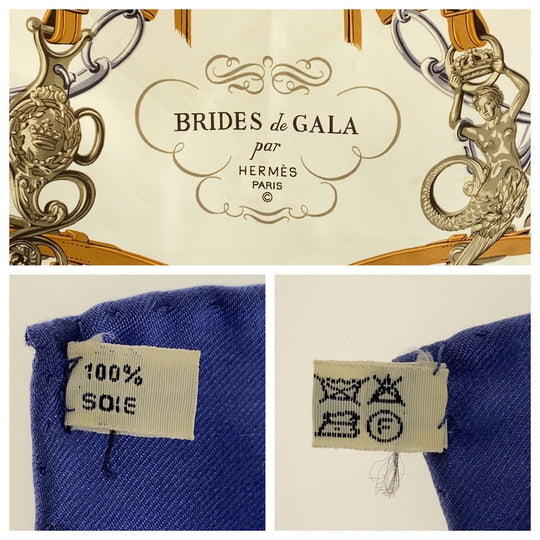 BRIDES de GALA
par
HERMÈS
PARIS
©
100%
SOIE
F